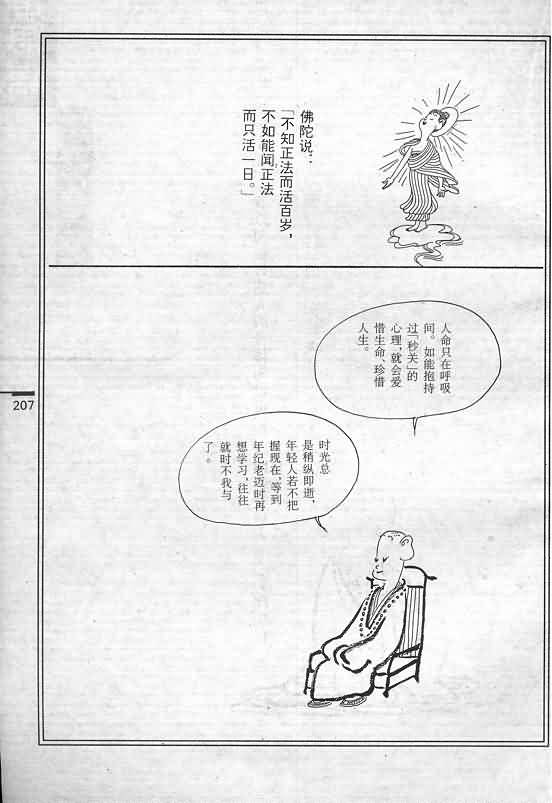 佛陀说：
「不知正法而活百岁，
不如能闻正法
而只活一日。」
人命只在呼吸
间。如能抱持
过「秒关」的
心理，就会爱
惜生命、珍惜
人生。
时光总
是稍纵即逝，
年轻人若不把
握现在，等到
年纪老迈时再
想学习，往往
就时不我与
了。
207